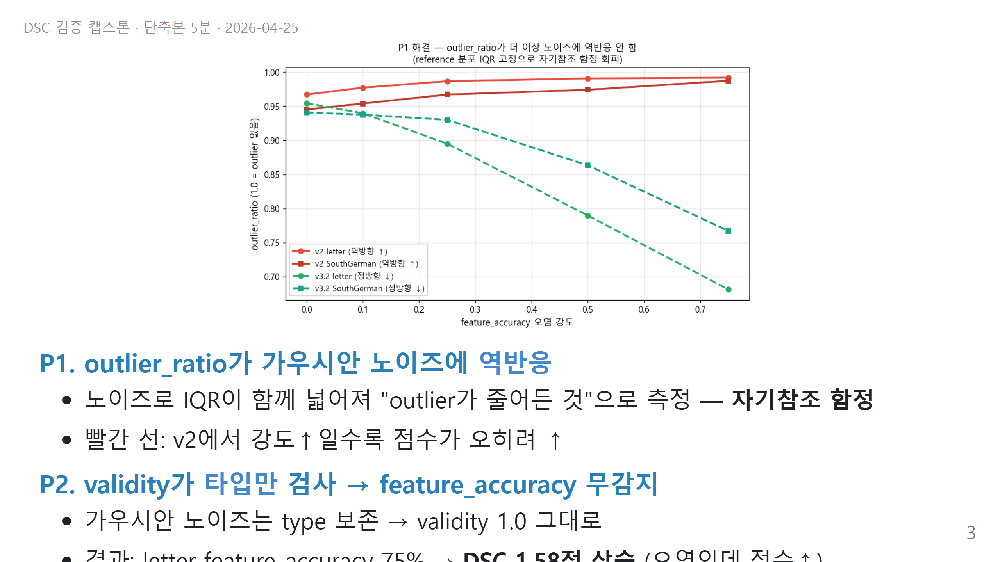 DSC 검증 캡스톤 · 단축본 5분 · 2026-04-25
P1 해결 — outlier_ratio가 더 이상 노이즈에 역반응 안 함
(reference 분포 IQR 고정으로 자기참조 함정 회피)
outlier_ratio (1.0 = outlier 없음)
1.00
0.95
0.90
0.85
0.80
0.75
0.70
v2 letter (역방향 ↑)
v2 SouthGerman (역방향 ↑)
v3.2 letter (정방향 ↓)
v3.2 SouthGerman (정방향 ↓)
0.0 0.1 0.2 0.3 0.4 0.5 0.6 0.7
feature_accuracy 오염 강도
P1. outlier_ratio가 가우시안 노이즈에 역반응
• 노이즈로 IQR이 함께 넓어져 "outlier가 줄어든 것"으로 측정 — 자기참조 함정
• 빨간 선: v2에서 강도↑일수록 점수가 오히려 ↑
P2. validity가 타입만 검사 → feature_accuracy 무감지
• 가우시안 노이즈는 type 보존 → validity 1.0 그대로
• 결과: letter feature_accuracy 75% → DSC 1.58점 상승 (오염인데 점수↑)
3